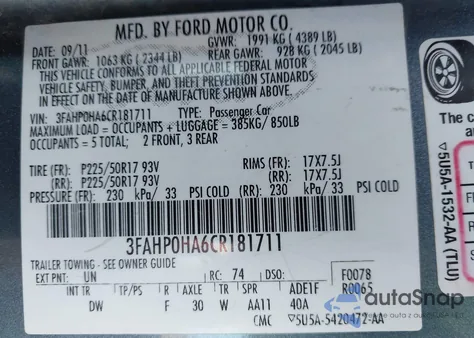 MFD. BY FORD MOTOR CO.
DATE: 09/11 GVWR: 1991 KG ( 4389 LB)
FRONT GAWR: 1063 KG ( 2344 LB) REAR GAWR: 928 KG ( 2045 LB)
THIS VEHICLE CONFORMS TO ALL APPLICABLE FEDERAL MOTOR
VEHICLE SAFETY, BUMPER, AND THEFT PREVENTION STANDARDS
IN EFFECT ON THE DATE OF MANUFACTURE SHOWN ABOVE.
VIN: 3FAHP0HA6CR181711 TYPE: Passenger Car
MAXIMUM LOAD = OCCUPANTS + LUGGAGE = 385KG/ 850LB
OCCUPANTS = 5 TOTAL: 2 FRONT, 3 REAR
TIRE (FR): P225/50R17 93V RIMS (FR): 17X7.5J
(RR): P225/50R17 93V (RR): 17X7.5J
PRESSURE (FR): 230 kPa/ 33 PSI COLD (RR): 230 kPa/ 33 PSI COLD
3FAHP0HA6CR181711
TRAILER TOWING - SEE OWNER GUIDE
EXT PNT: UN RC: 74 DSO: F0078
R0065
INT TR TP/PS R AXLE TR SPR ADE1F
DW F 30 W AA11 40A
CMC ▽5U5A-5420472-AA
The c
▽5U5A-1532-AA (TLU)
autoSnap